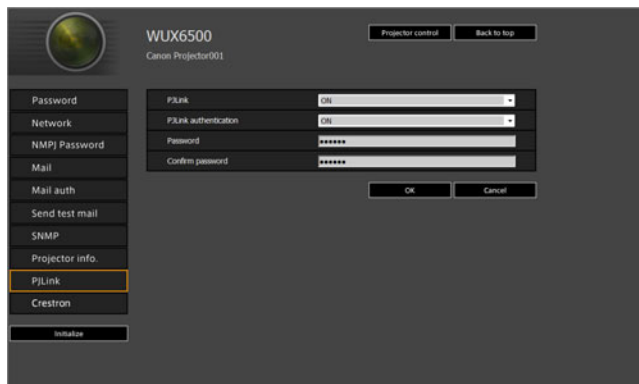 WUX6500
Canon Projector001
Projector control
Back to top
Password
Network
NMPJ Password
Mail
Mail auth
Send test mail
SNMP
Projector info.
PJLink
Crestron
Initialize
PJLink ON
PJLink authentication ON
Password ••••••
Confirm password ••••••
OK
Cancel